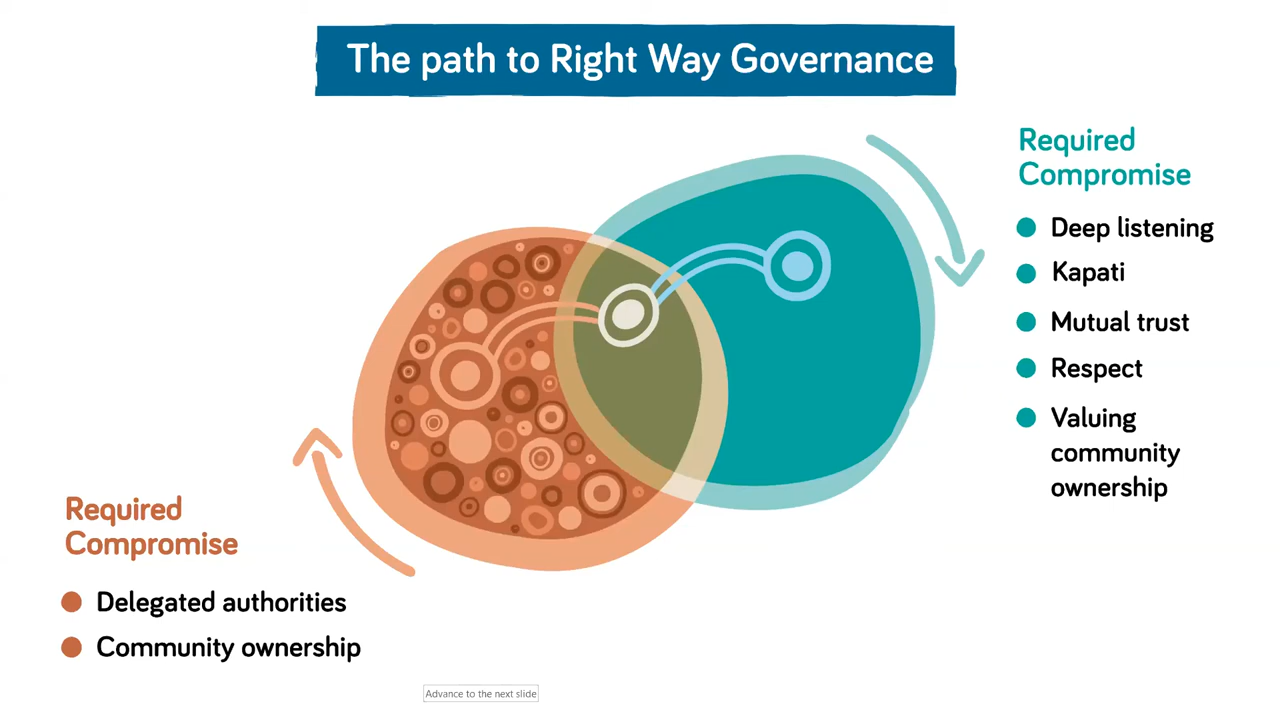 The path to Right Way Governance
Required
Compromise
Deep listening
Kapati
Mutual trust
Respect
Valuing
community
ownership
Required
Compromise
Delegated authorities
Community ownership
Advance to the next slide